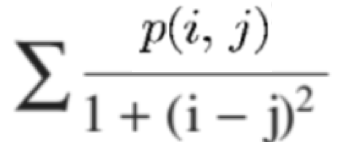 ∑ p(i, j) / 1 + (i − j)²